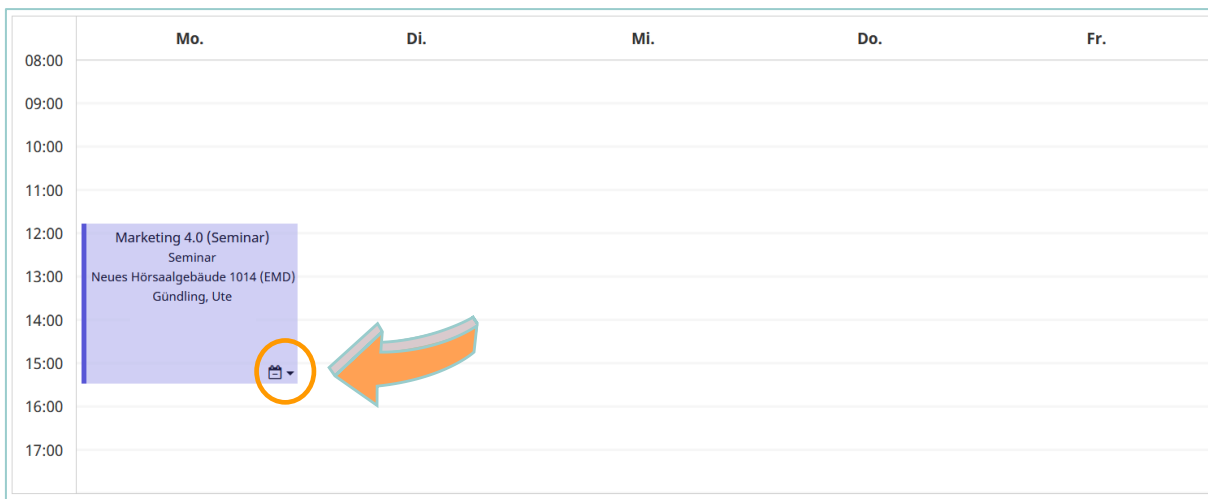 Mo. Di. Mi. Do. Fr.
08:00
09:00
10:00
11:00
12:00
Marketing 4.0 (Seminar)
Seminar
13:00
Neues Hörsaalgebäude 1014 (EMD)
Gündling, Ute
14:00
15:00
16:00
17:00